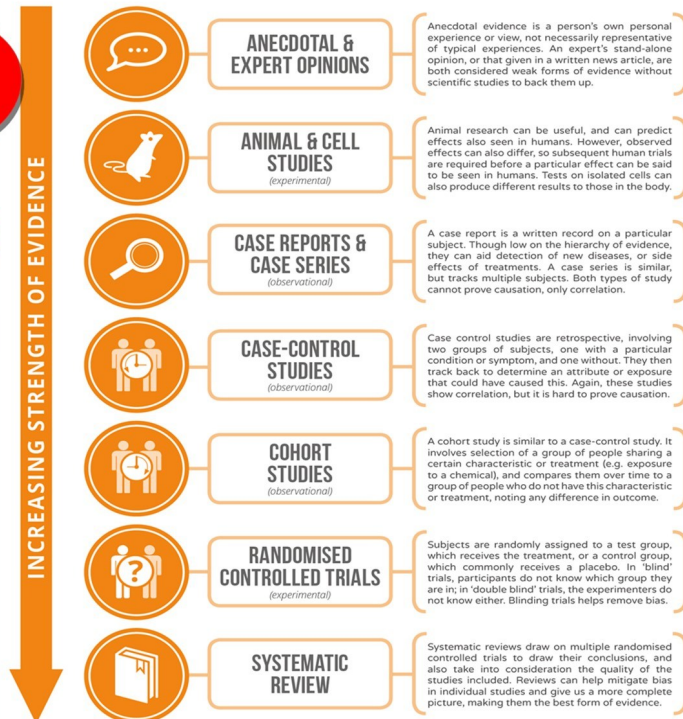 INCREASING STRENGTH OF EVIDENCE
ANECDOTAL &
EXPERT OPINIONS
Anecdotal evidence is a person's own personal
experience or view, not necessarily representative
of typical experiences. An expert's stand-alone
opinion, or that given in a written news article, are
both considered weak forms of evidence without
scientific studies to back them up.
ANIMAL & CELL
STUDIES
(experimental)
Animal research can be useful, and can predict
effects also seen in humans. However, observed
effects can also differ, so subsequent human trials
are required before a particular effect can be said
to be seen in humans. Tests on isolated cells can
also produce different results to those in the body.
CASE REPORTS &
CASE SERIES
(observational)
A case report is a written record on a particular
subject. Though low on the hierarchy of evidence,
they can aid detection of new diseases, or side
effects of treatments. A case series is similar,
but tracks multiple subjects. Both types of study
cannot prove causation, only correlation.
CASE-CONTROL
STUDIES
(observational)
Case control studies are retrospective, involving
two groups of subjects, one with a particular
condition or symptom, and one without. They then
track back to determine an attribute or exposure
that could have caused this. Again, these studies
show correlation, but it is hard to prove causation.
COHORT
STUDIES
(observational)
A cohort study is similar to a case-control study. It
involves selection of a group of people sharing a
certain characteristic or treatment (e.g. exposure
to a chemical), and compares them over time to a
group of people who do not have this characteristic
or treatment, noting any difference in outcome.
RANDOMISED
CONTROLLED TRIALS
(experimental)
Subjects are randomly assigned to a test group,
which receives the treatment, or a control group,
which commonly receives a placebo. In 'blind'
trials, participants do not know which group they
are in; in 'double blind' trials, the experimenters do
not know either. Blinding trials helps remove bias.
SYSTEMATIC
REVIEW
Systematic reviews draw on multiple randomised
controlled trials to draw their conclusions, and
also take into consideration the quality of the
studies included. Reviews can help mitigate bias
in individual studies and give us a more complete
picture, making them the best form of evidence.